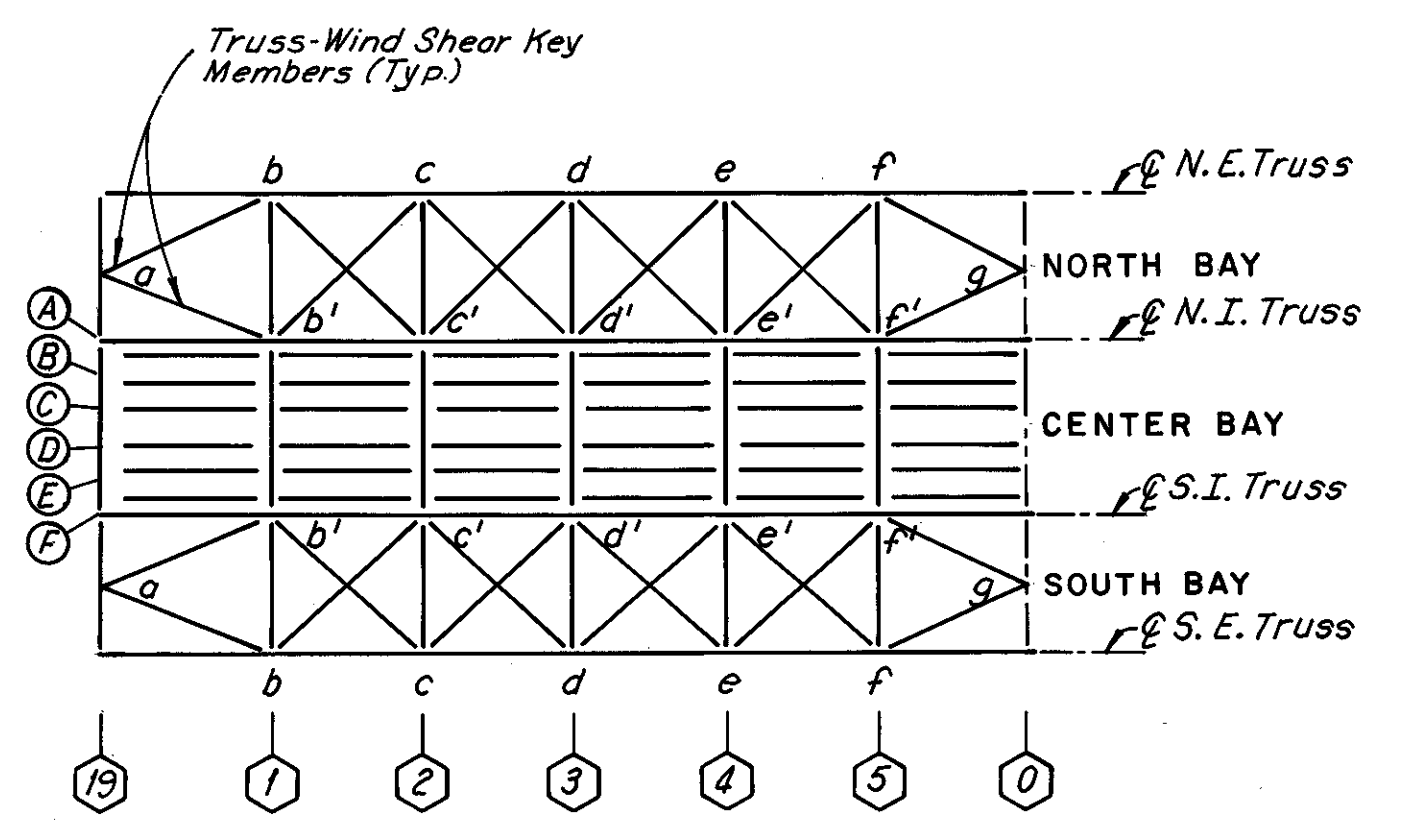 Truss-Wind Shear Key
Members (Typ.)
b c d e f
℄ N.E. Truss
a g
NORTH BAY
b' c' d' e' f'
℄ N.I. Truss
A
B
C
D
E
F
CENTER BAY
℄ S.I. Truss
b' c' d' e' f'
a g
SOUTH BAY
℄ S.E. Truss
b c d e f
19 1 2 3 4 5 0